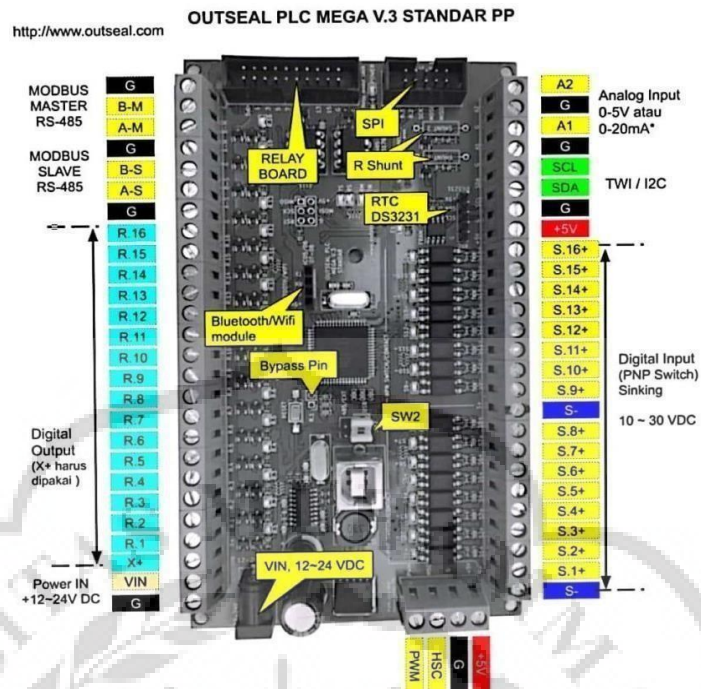 OUTSEAL PLC MEGA V.3 STANDAR PP
http://www.outseal.com
MODBUS
MASTER
RS-485
MODBUS
SLAVE
RS-485
G
B-M
A-M
G
B-S
A-S
G
R.16
R.15
R.14
R.13
R.12
R.11
R.10
R.9
R.8
R.7
R.6
R.5
R.4
R.3
R.2
R.1
X+
VIN
G
Digital
Output
(X+ harus
dipakai )
Power IN
+12~24V DC
RELAY
BOARD
SPI
R Shunt
RTC
DS3231
Bluetooth/Wifi
module
Bypass Pin
SW2
VIN, 12~24 VDC
A2
G
A1
G
SCL
SDA
G
+5V
S.16+
S.15+
S.14+
S.13+
S.12+
S.11+
S.10+
S.9+
S-
S.8+
S.7+
S.6+
S.5+
S.4+
S.3+
S.2+
S.1+
S-
Analog Input
0-5V atau
0-20mA*
TWI / I2C
Digital Input
(PNP Switch)
Sinking
10 ~ 30 VDC
PWM
HSC
G
+5V